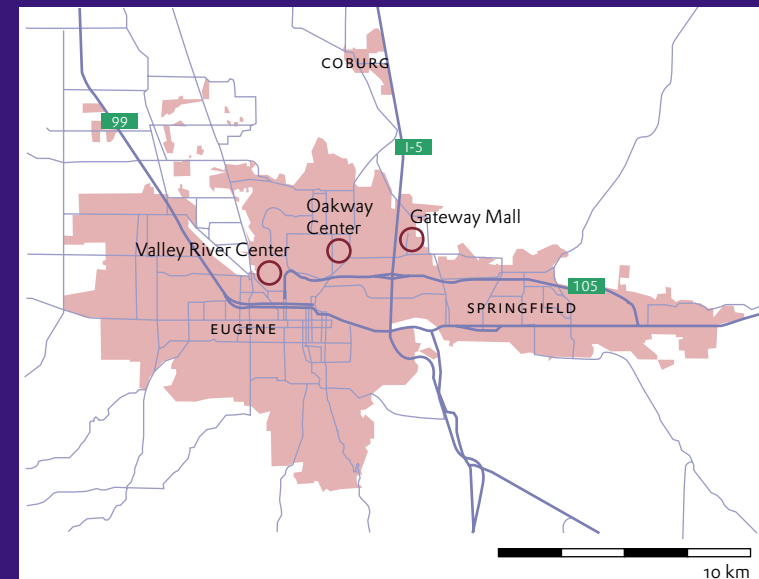 COBURG
99
I-5
Oakway
Center
Gateway Mall
Valley River Center
105
SPRINGFIELD
EUGENE
10 km